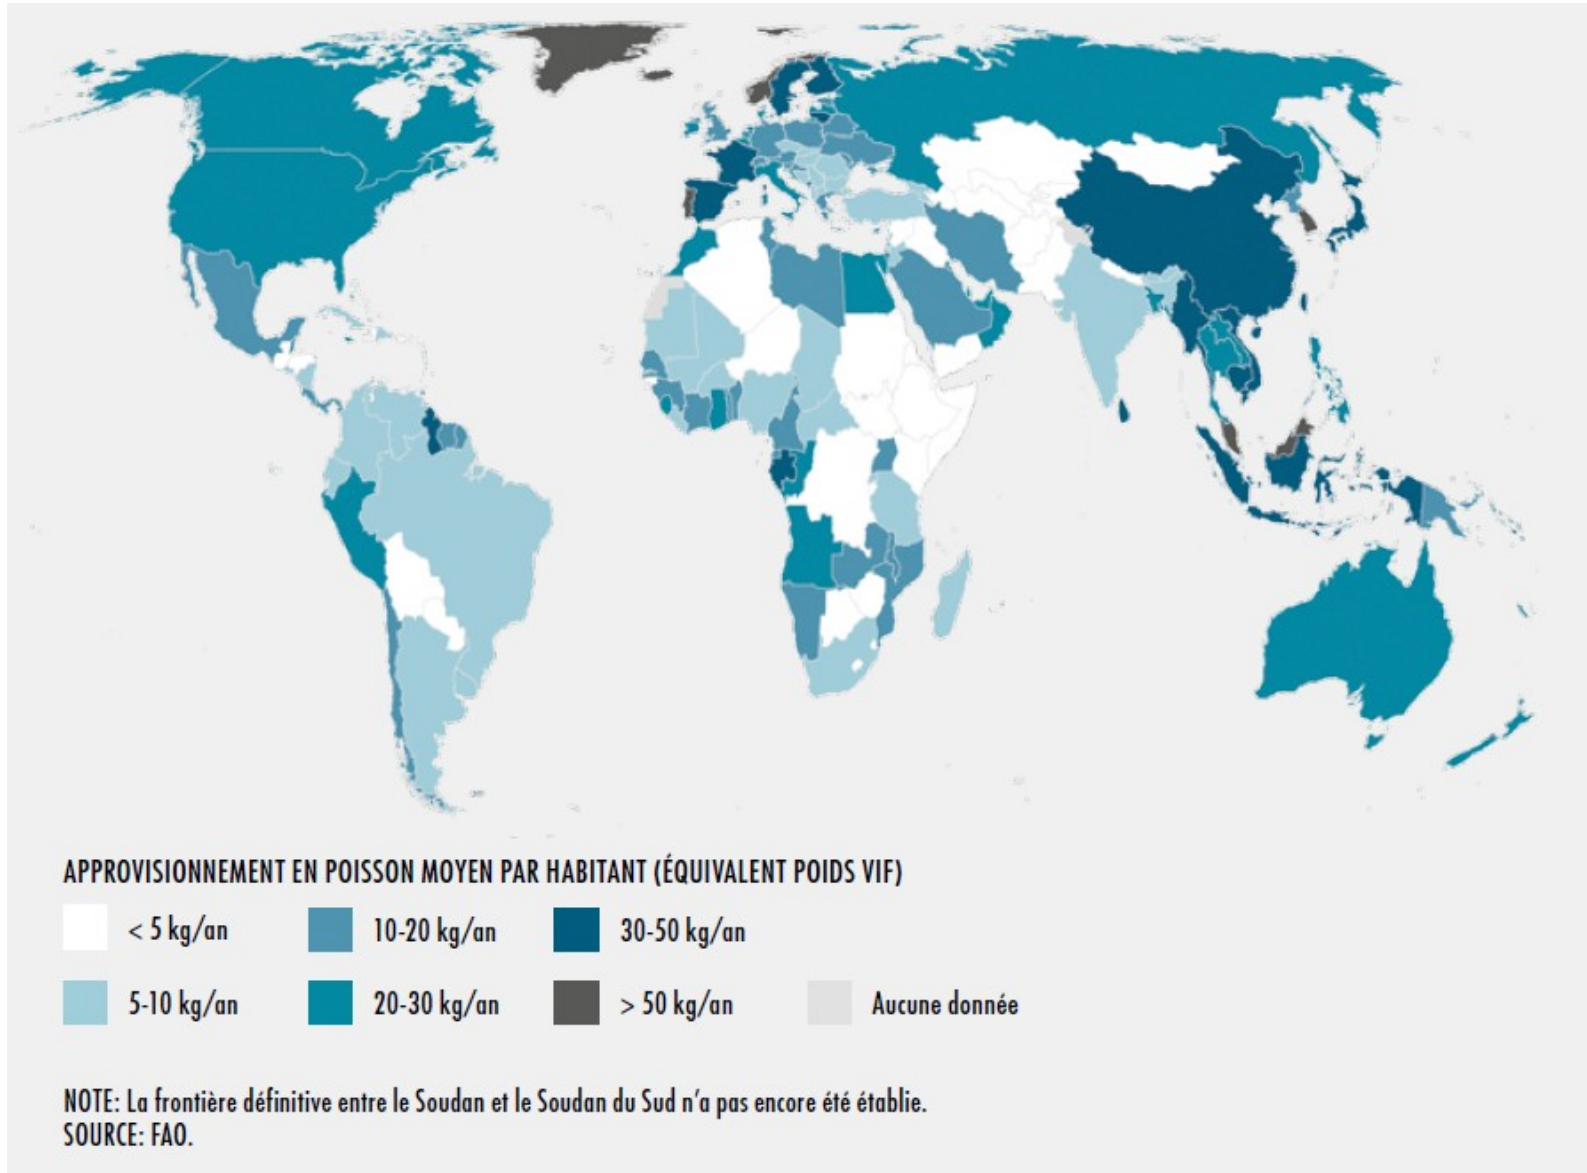 APPROVISIONNEMENT EN POISSON MOYEN PAR HABITANT (ÉQUIVALENT POIDS VIF)
< 5 kg/an
10-20 kg/an
30-50 kg/an
5-10 kg/an
20-30 kg/an
> 50 kg/an
Aucune donnée
NOTE: La frontière définitive entre le Soudan et le Soudan du Sud n'a pas encore été établie.
SOURCE: FAO.